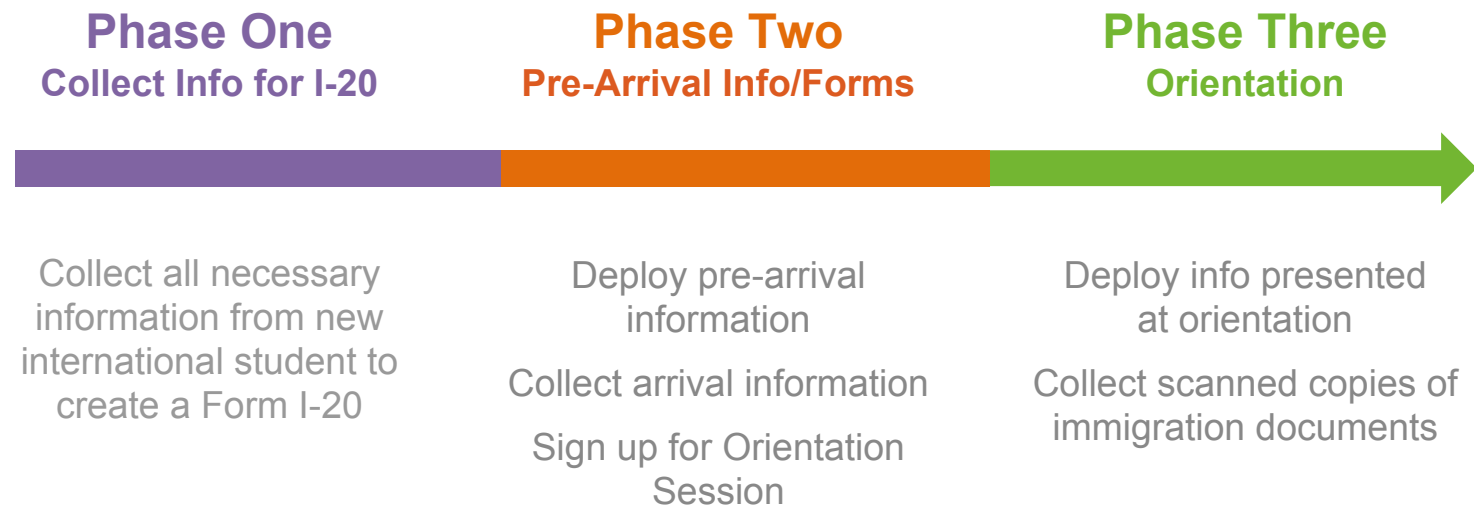 Phase One
Collect Info for I-20
Phase Two
Pre-Arrival Info/Forms
Phase Three
Orientation
Collect all necessary
information from new
international student to
create a Form I-20
Deploy pre-arrival
information
Collect arrival information
Sign up for Orientation
Session
Deploy info presented
at orientation
Collect scanned copies of
immigration documents